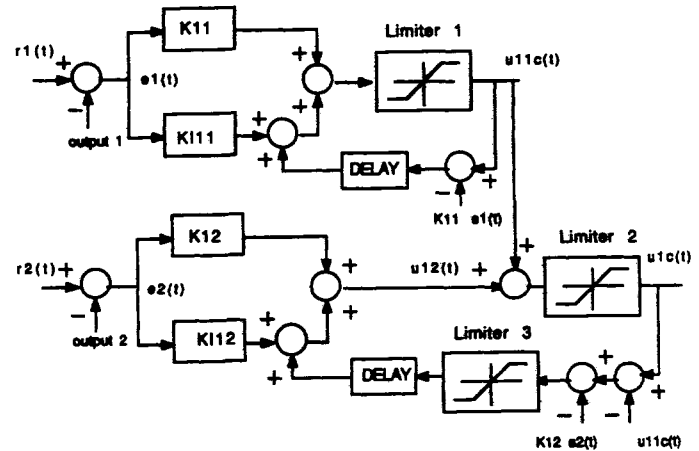 K11
Limiter 1
r1(t)
+
+
u11c(t)
e1(t)
+
−
output 1
KI11
+
+
DELAY
−
+
K11 e1(t)
K12
Limiter 2
r2(t)
+
+
u12(t)
+
+
u1c(t)
e2(t)
+
−
output 2
KI12
Limiter 3
+
DELAY
+
+
−
−
K12 e2(t)
u11c(t)